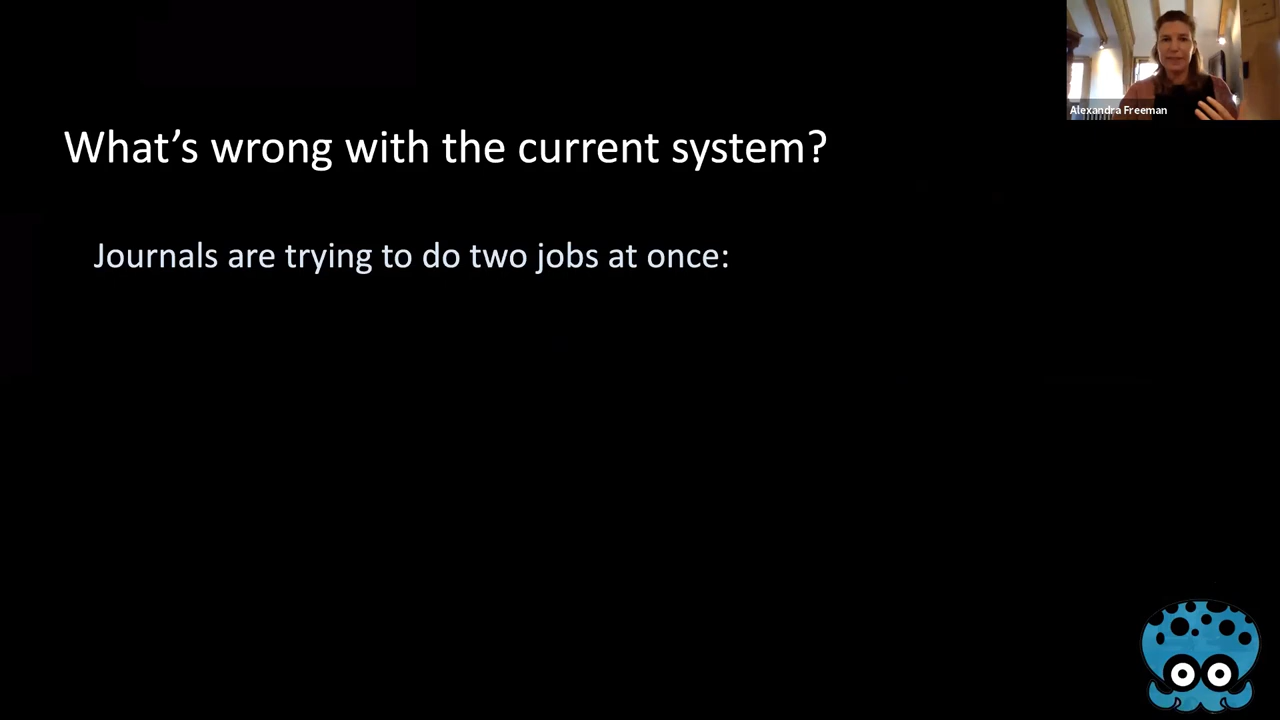 Alexandra Freeman
What's wrong with the current system?
Journals are trying to do two jobs at once: